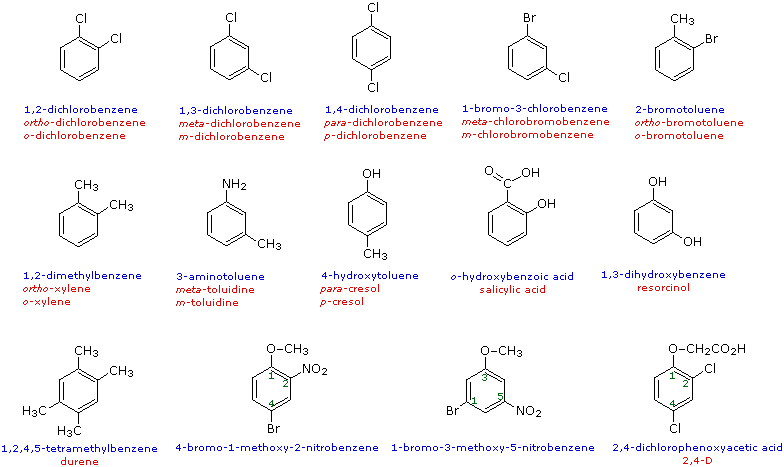 Cl
Cl
1,2-dichlorobenzene
ortho-dichlorobenzene
o-dichlorobenzene
Cl
Cl
1,3-dichlorobenzene
meta-dichlorobenzene
m-dichlorobenzene
Cl
Cl
1,4-dichlorobenzene
para-dichlorobenzene
p-dichlorobenzene
Br
Cl
1-bromo-3-chlorobenzene
meta-chlorobromobenzene
m-chlorobromobenzene
CH3
Br
2-bromotoluene
ortho-bromotoluene
o-bromotoluene
CH3
CH3
1,2-dimethylbenzene
ortho-xylene
o-xylene
NH2
CH3
3-aminotoluene
meta-toluidine
m-toluidine
OH
CH3
4-hydroxytoluene
para-cresol
p-cresol
O OH
C
OH
o-hydroxybenzoic acid
salicylic acid
OH
OH
1,3-dihydroxybenzene
resorcinol
CH3
CH3
H3C
H3C
1,2,4,5-tetramethylbenzene
durene
O-CH3
1
NO2
2
4
Br
4-bromo-1-methoxy-2-nitrobenzene
O-CH3
3
1 5
Br NO2
1-bromo-3-methoxy-5-nitrobenzene
O-CH2CO2H
1
Cl
2
4
Cl
2,4-dichlorophenoxyacetic acid
2,4-D